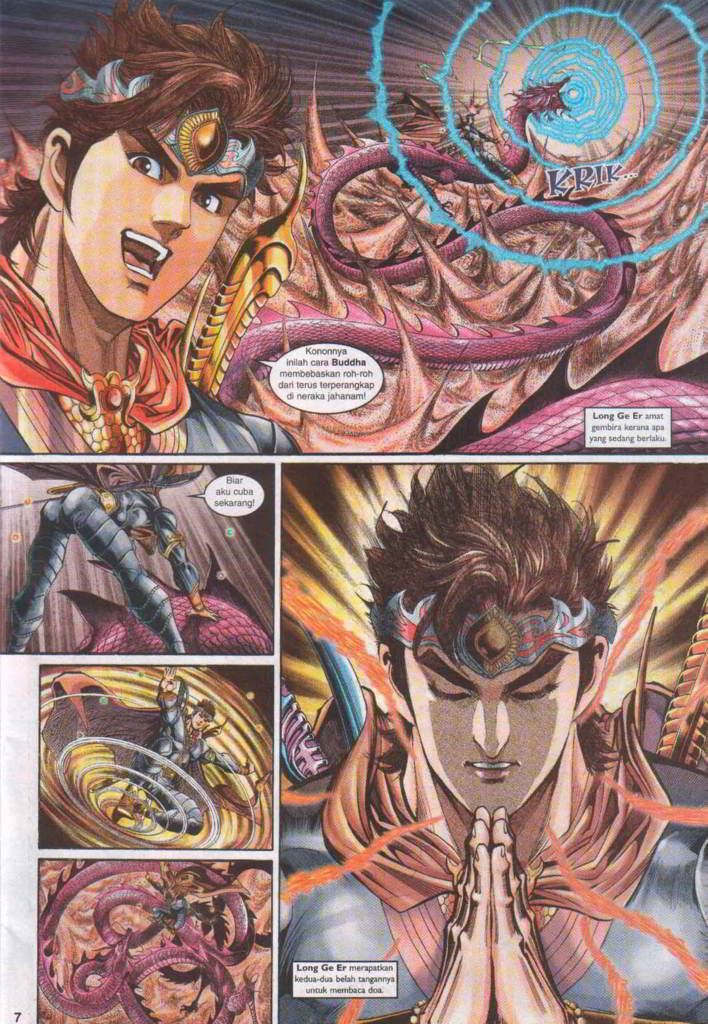 KRIK...
Kononnya
inilah cara Buddha
membebaskan roh-roh
dari terus terperangkap
di neraka jahanam!
Long Ge Er amat
gembira kerana apa
yang sedang berlaku.
Biar
aku cuba
sekarang!
Long Ge Er merapatkan
kedua-dua belah tangannya
untuk membaca doa.
7